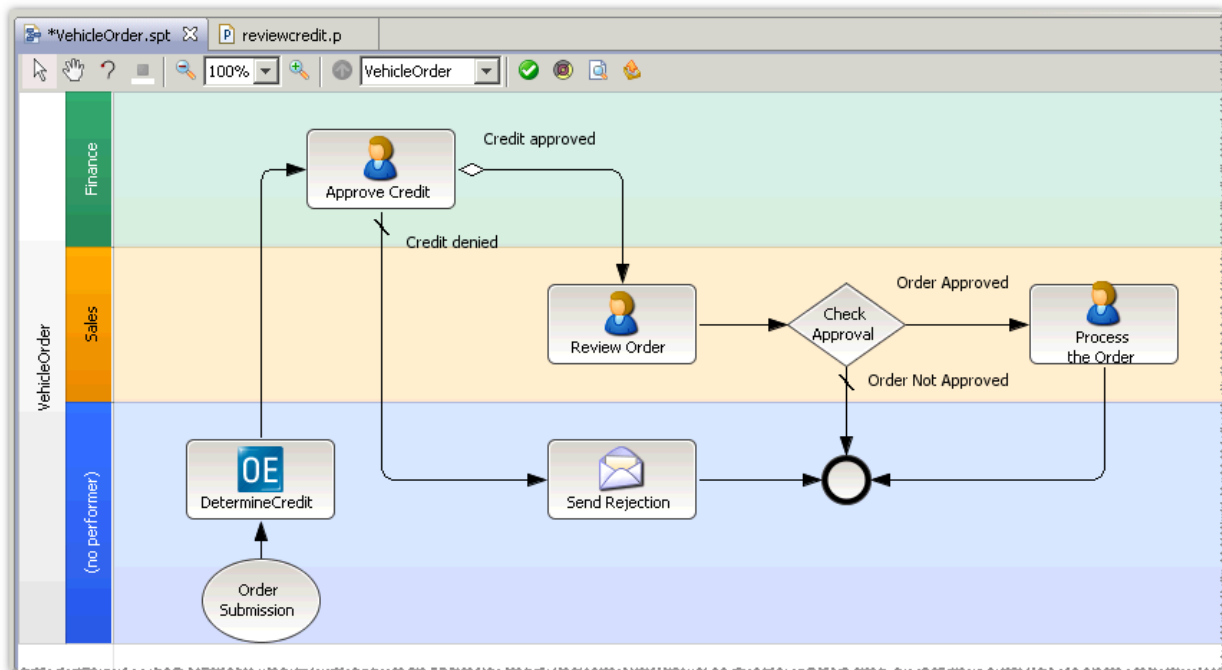 *VehicleOrder.spt
P reviewcredit.p
100%
VehicleOrder
VehicleOrder
Finance
Sales
(no performer)
Credit approved
Approve Credit
Credit denied
Order Approved
Check
Approval
Review Order
Process
the Order
Order Not Approved
OE
DetermineCredit
Send Rejection
Order
Submission